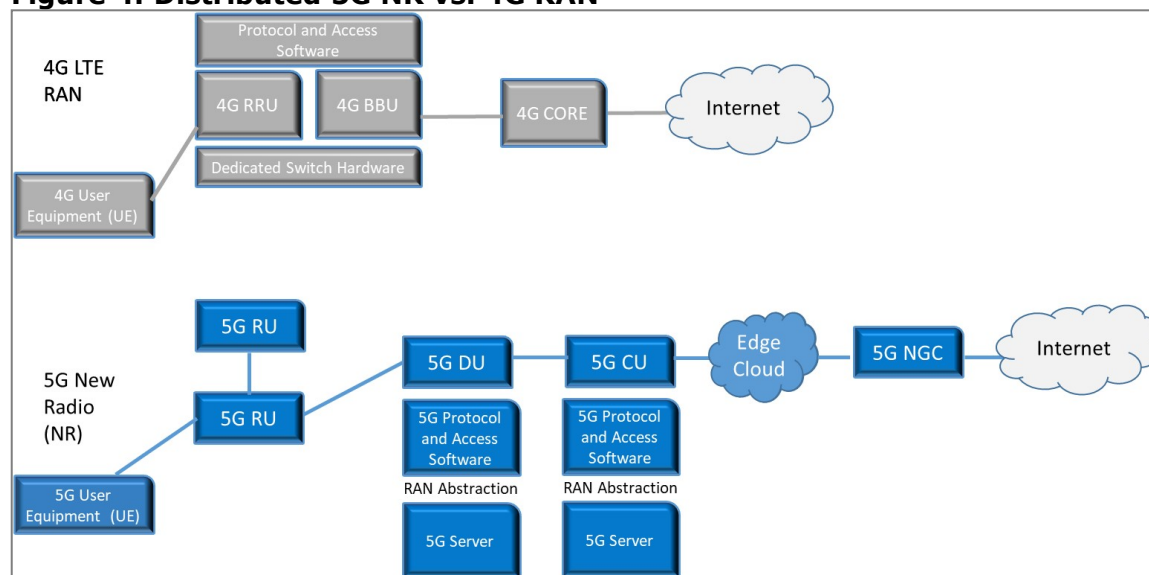 Figure 4: Distributed 5G NR vs. 4G RAN
4G LTE
RAN
Protocol and Access
Software
4G RRU
4G BBU
Dedicated Switch Hardware
4G CORE
Internet
4G User
Equipment (UE)
5G New
Radio
(NR)
5G RU
5G RU
5G User
Equipment (UE)
5G DU
5G CU
Edge
Cloud
5G NGC
Internet
5G Protocol
and Access
Software
5G Protocol
and Access
Software
RAN Abstraction
RAN Abstraction
5G Server
5G Server